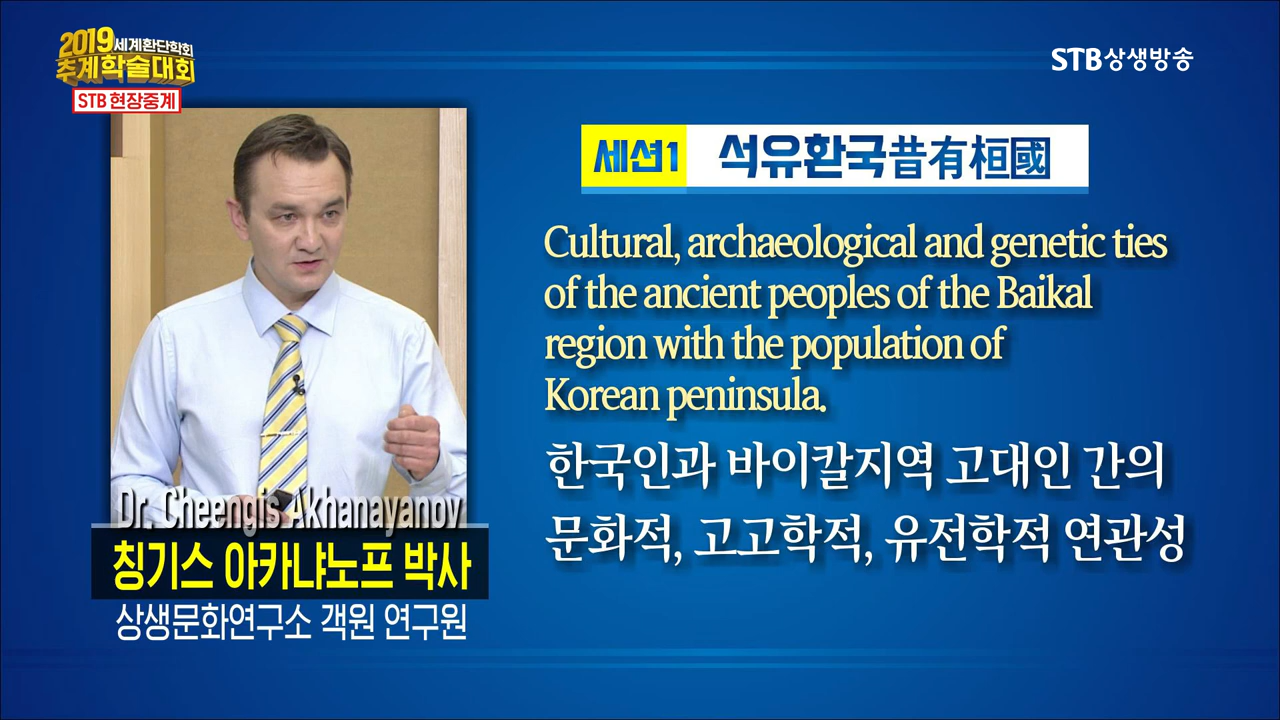 2019 세계환단학회
추계학술대회
STB 현장중계
STB상생방송
세션1 석유환국昔有桓國
Cultural, archaeological and genetic ties
of the ancient peoples of the Baikal
region with the population of
Korean peninsula.
한국인과 바이칼지역 고대인 간의
문화적, 고고학적, 유전학적 연관성
Dr. Cheengis Akhanayanov
칭기스 아카냐노프 박사
상생문화연구소 객원 연구원